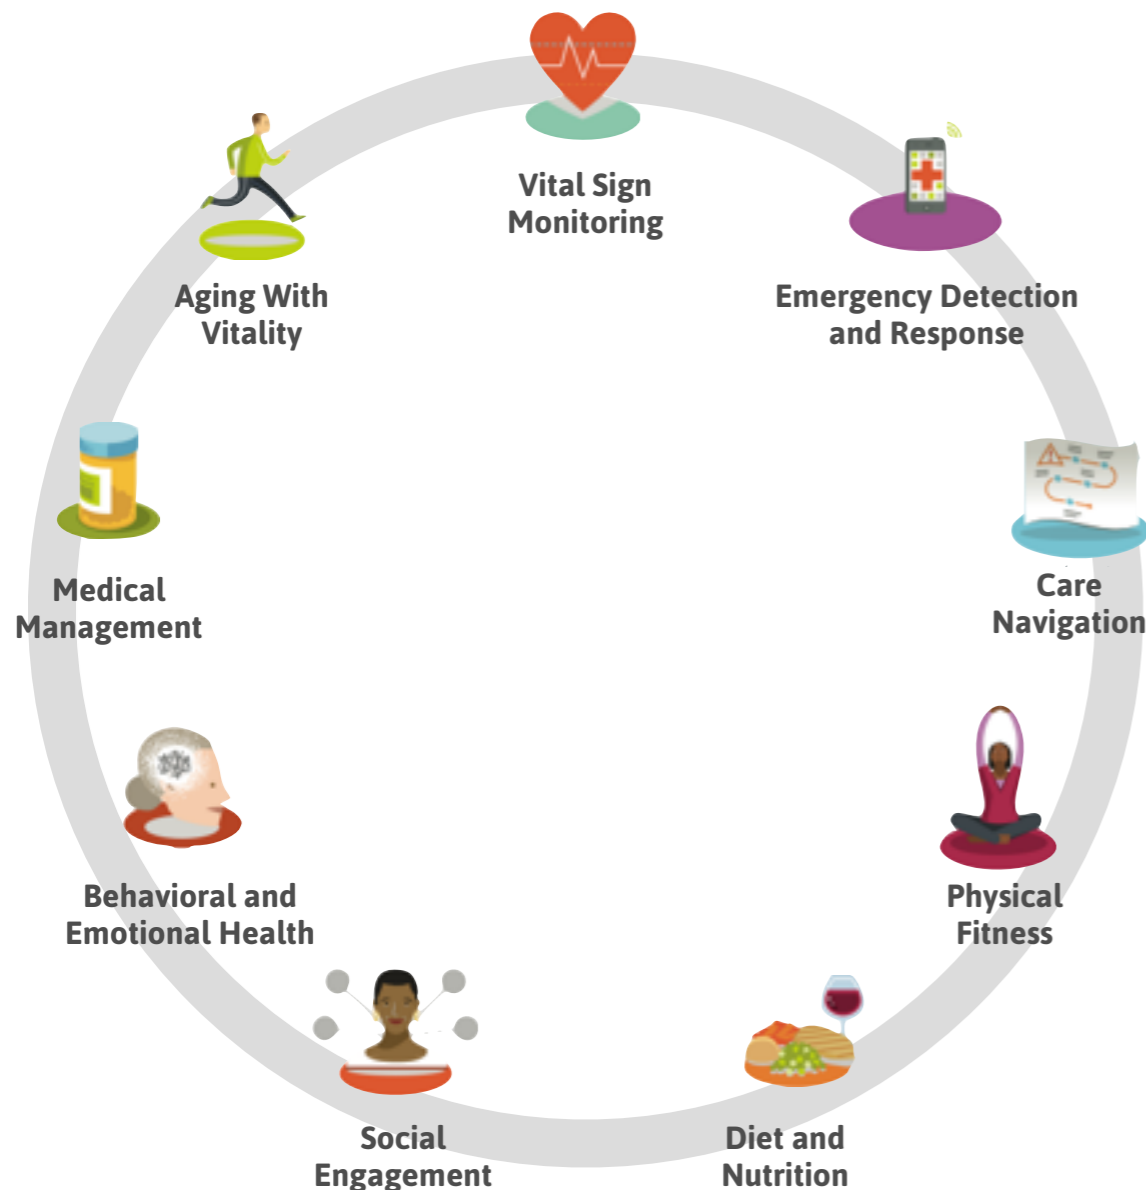 Vital Sign
Monitoring
Emergency Detection
and Response
Care
Navigation
Physical
Fitness
Diet and
Nutrition
Social
Engagement
Behavioral and
Emotional Health
Medical
Management
Aging With
Vitality